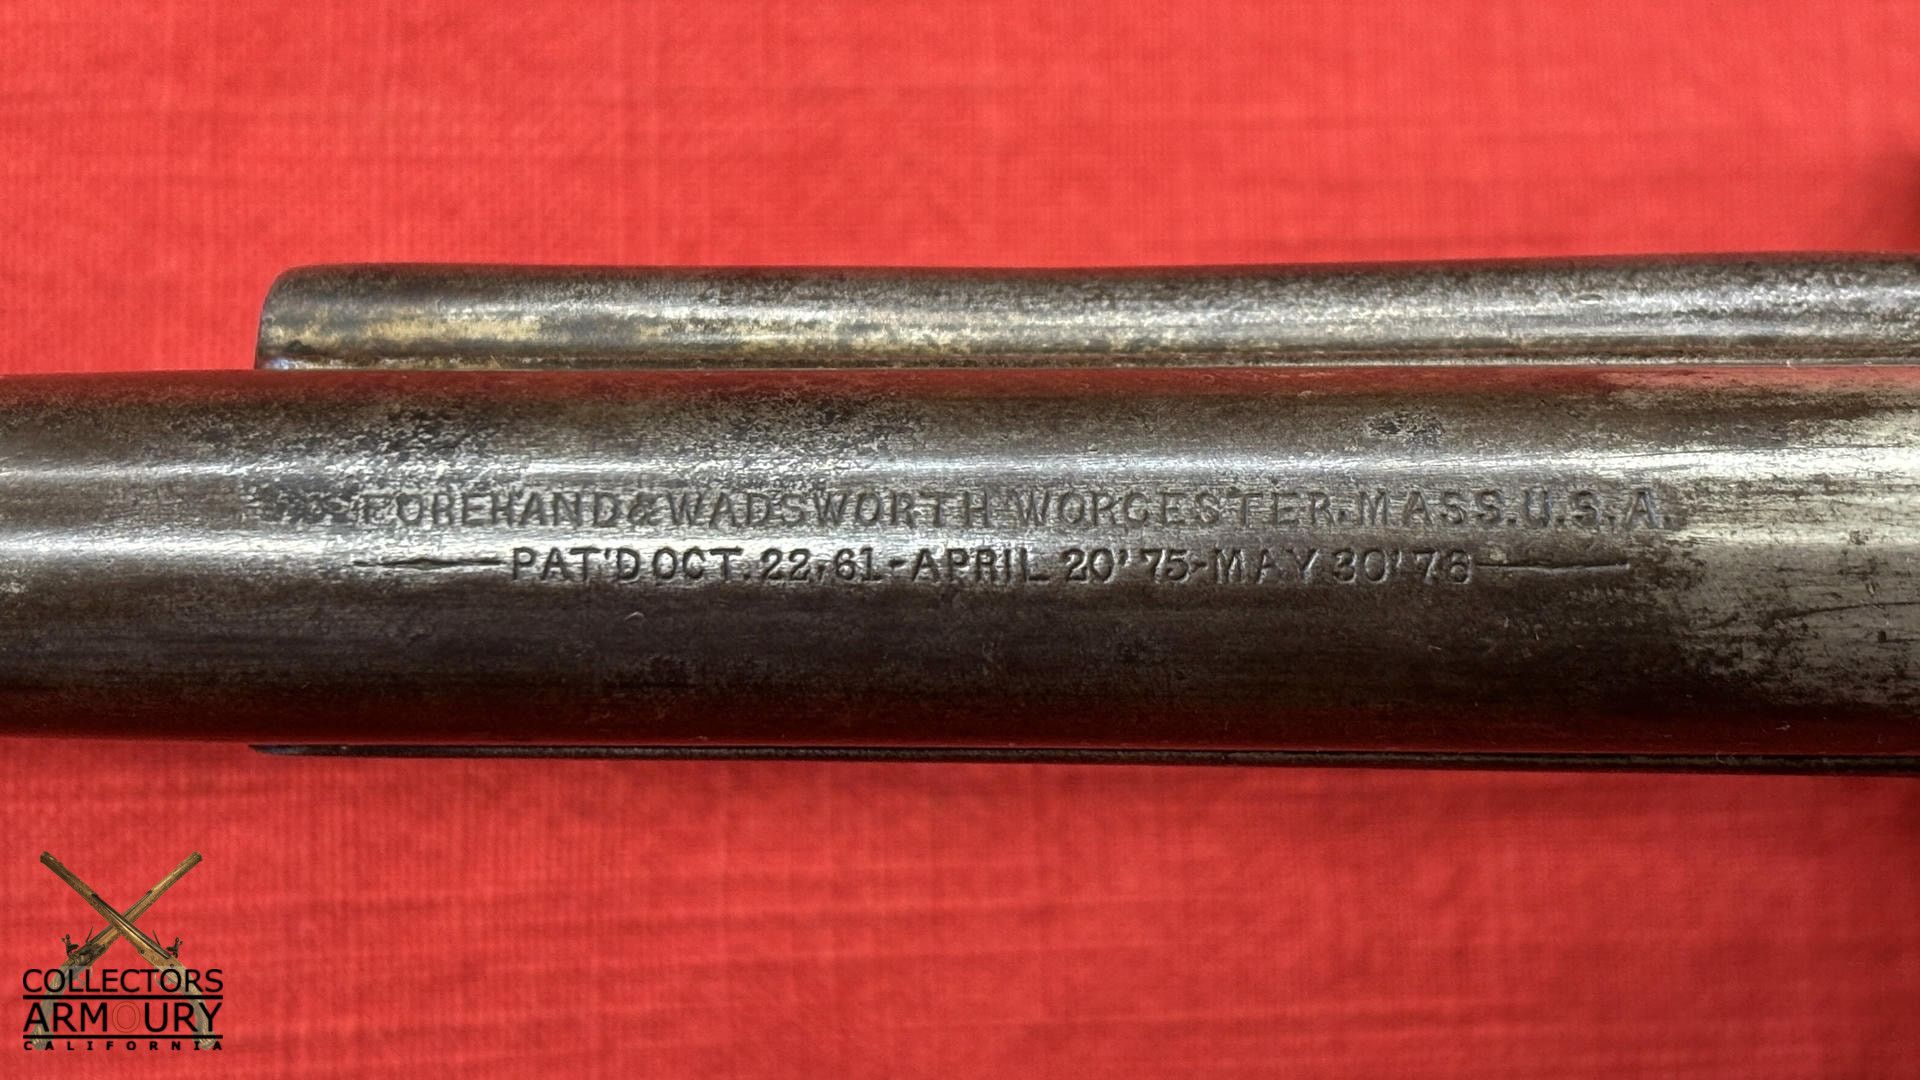 FOREHAND & WADSWORTH WORCESTER. MASS. U.S.A.
PAT'D OCT. 22, 61 - APRIL 20' 75 - MAY 30' 76
COLLECTORS
ARMOURY
CALIFORNIA